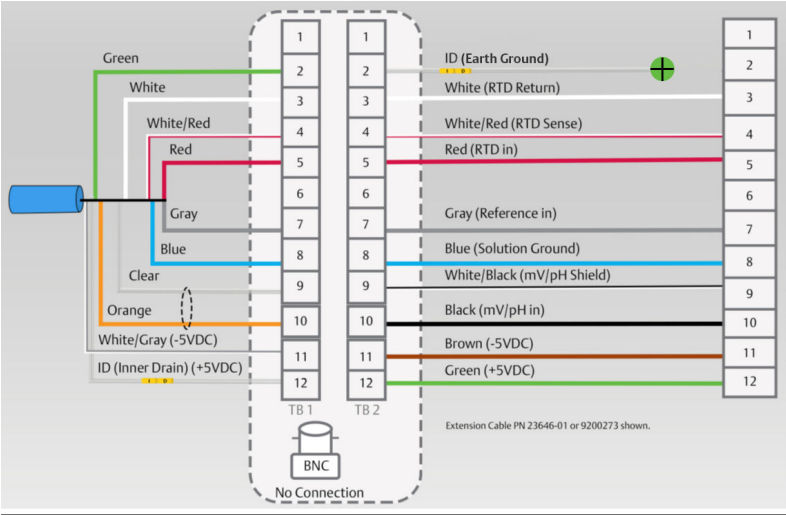 Green
White
White/Red
Red
Gray
Blue
Clear
Orange
White/Gray (-5VDC)
ID (Inner Drain) (+5VDC)
I D
1
2
3
4
5
6
7
8
9
10
11
12
TB 1
1
2
3
4
5
6
7
8
9
10
11
12
TB 2
BNC
No Connection
ID (Earth Ground)
I D
White (RTD Return)
White/Red (RTD Sense)
Red (RTD in)
Gray (Reference in)
Blue (Solution Ground)
White/Black (mV/pH Shield)
Black (mV/pH in)
Brown (-5VDC)
Green (+5VDC)
Extension Cable PN 23646-01 or 9200273 shown.
1
2
3
4
5
6
7
8
9
10
11
12